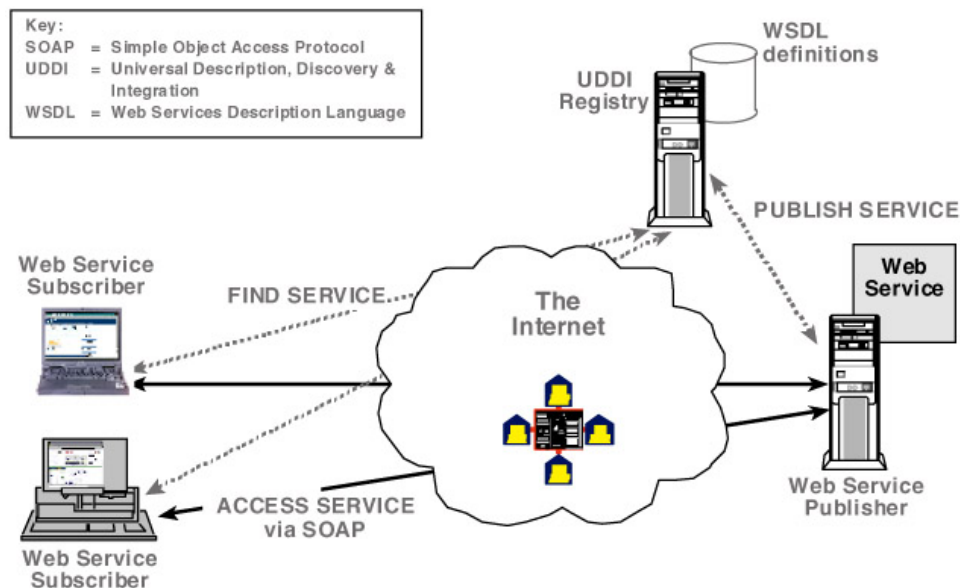 Key:
SOAP = Simple Object Access Protocol
UDDI = Universal Description, Discovery &
Integration
WSDL = Web Services Description Language
WSDL
definitions
UDDI
Registry
PUBLISH SERVICE
Web Service
Subscriber
FIND SERVICE
The
Internet
Web
Service
ACCESS SERVICE
via SOAP
Web Service
Publisher
Web Service
Subscriber